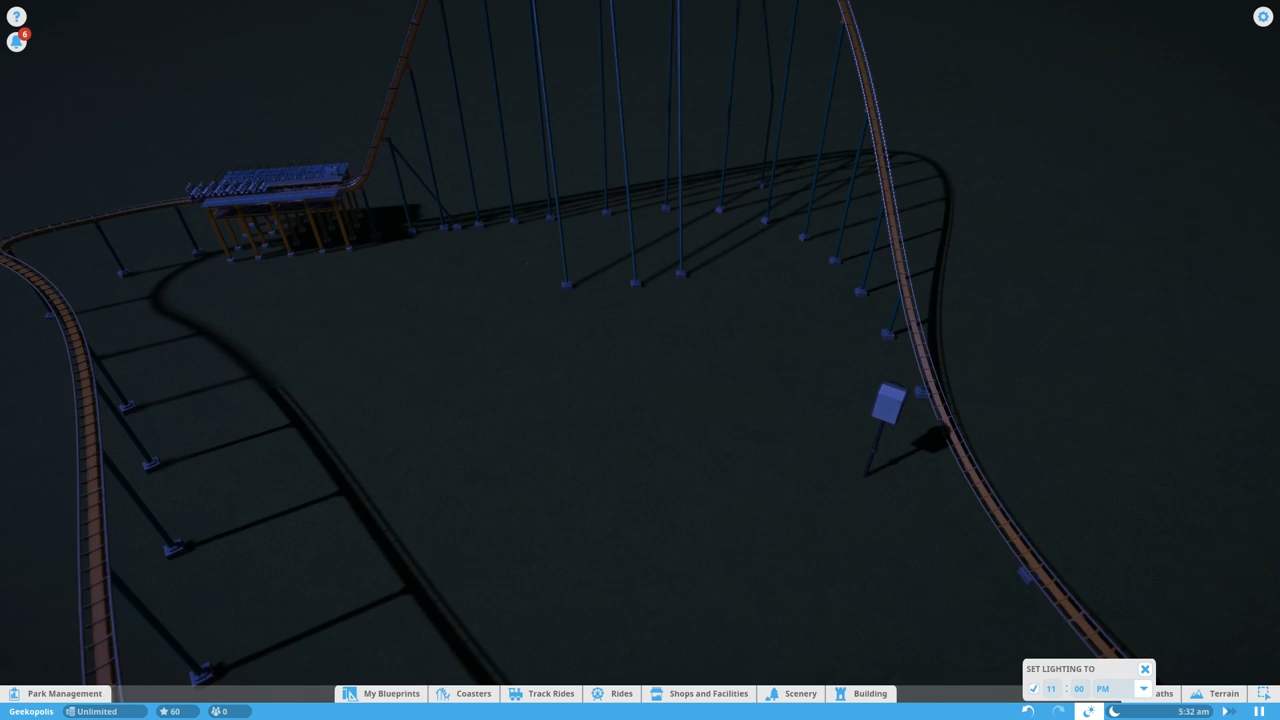 ?
6
SET LIGHTING TO
11 : 00 PM
Park Management My Blueprints Coasters Track Rides Rides Shops and Facilities Scenery Building aths Terrain
Geekopolis Unlimited 60 0 5:32 am